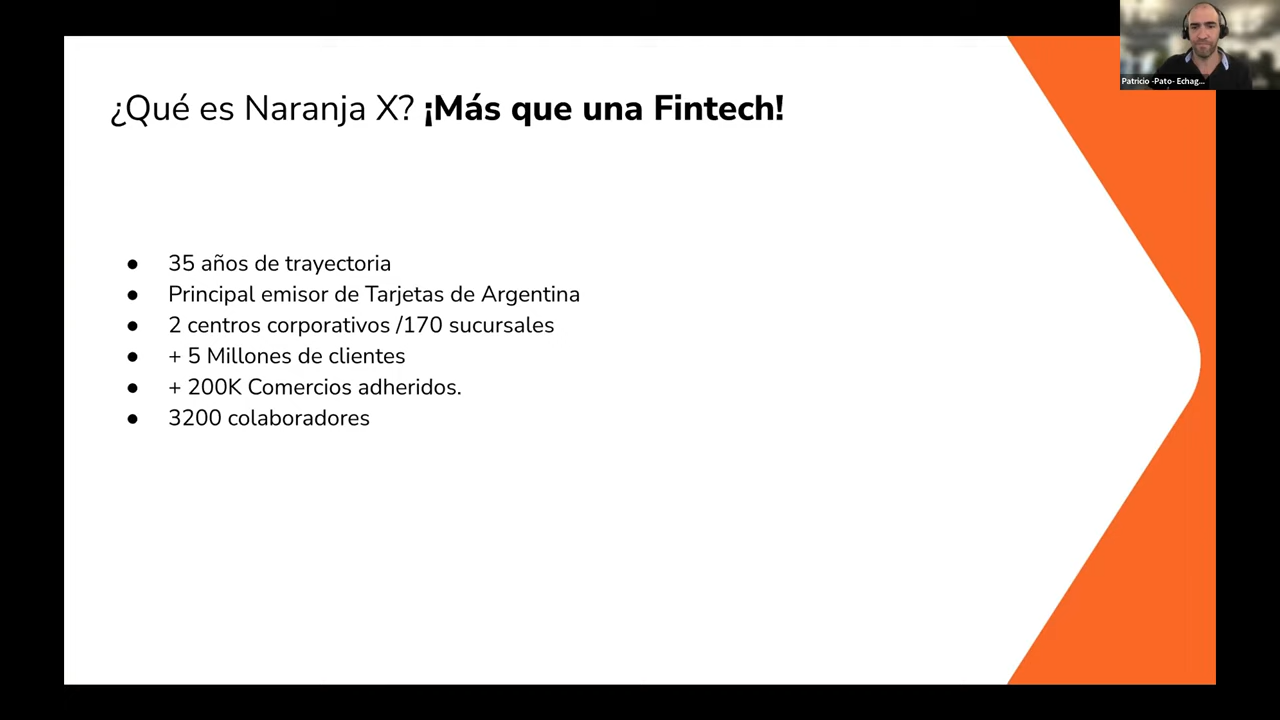 ¿Qué es Naranja X? ¡Más que una Fintech!
● 35 años de trayectoria
● Principal emisor de Tarjetas de Argentina
● 2 centros corporativos /170 sucursales
● + 5 Millones de clientes
● + 200K Comercios adheridos.
● 3200 colaboradores
Patricio -Pato- Echag...